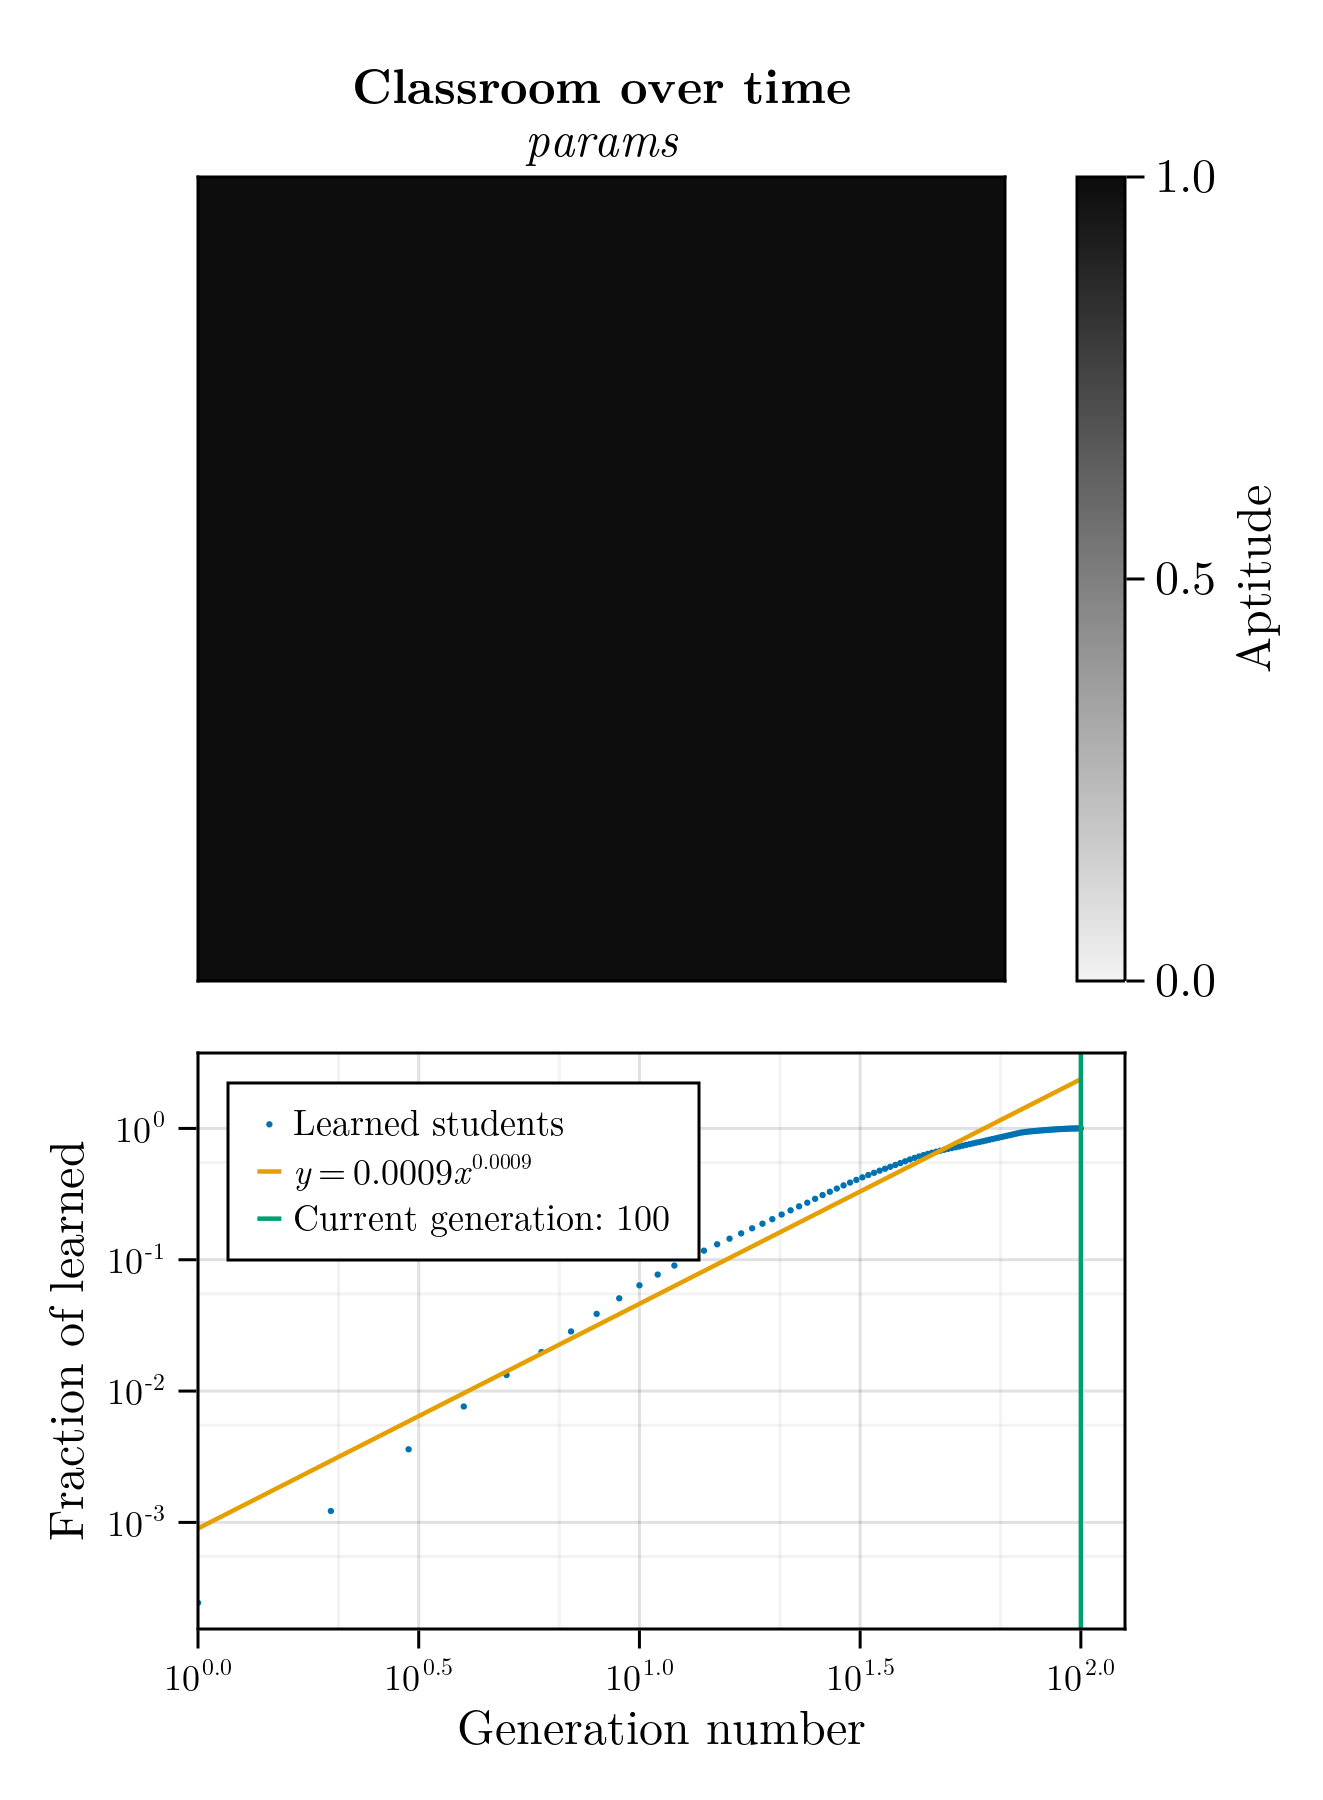 Classroom over time
params
1.0
0.5
0.0
Aptitude
Learned students
y = 0.0009x^0.0009
Current generation: 100
10^0
10^-1
10^-2
10^-3
Fraction of learned
10^0.0 10^0.5 10^1.0 10^1.5 10^2.0
Generation number